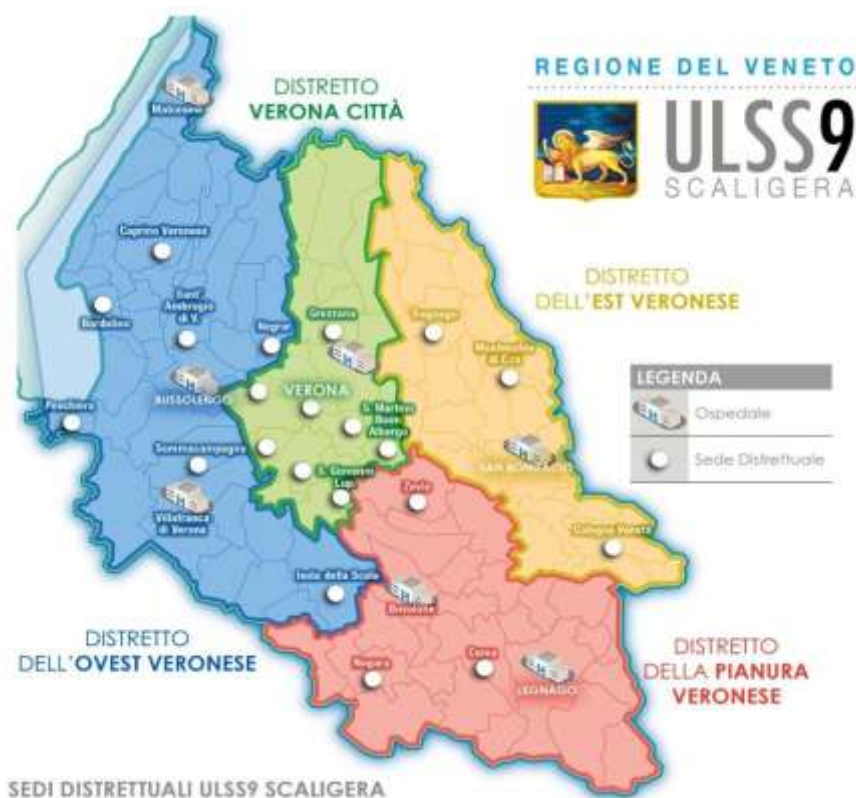 REGIONE DEL VENETO
ULSS9
SCALIGERA
DISTRETTO
VERONA CITTÀ
Malcesine
Caprino Veronese
Sant'
Ambrogio
di V.
Bardolino
Negrar
Grezzana
DISTRETTO
DELL'EST VERONESE
Tregnago
Montecchia
di C.ra
BUSSOLENGO
VERONA
LEGENDA
Ospedale
Sede Distrettuale
Peschiera
S. Martino
Buon
Albergo
Sommacampagna
S. Giovanni
Lup.
SAN BONIFACIO
Villafranca
di Verona
Zevio
Cologna Veneta
Isola della Scala
Bovolone
DISTRETTO
DELL'OVEST VERONESE
Nogara
Cerea
LEGNAGO
DISTRETTO
DELLA PIANURA
VERONESE
SEDI DISTRETTUALI ULSS9 SCALIGERA